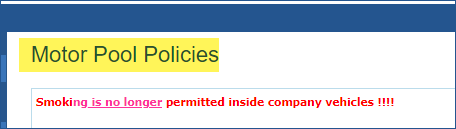 Motor Pool Policies
Smoking is no longer permitted inside company vehicles !!!!